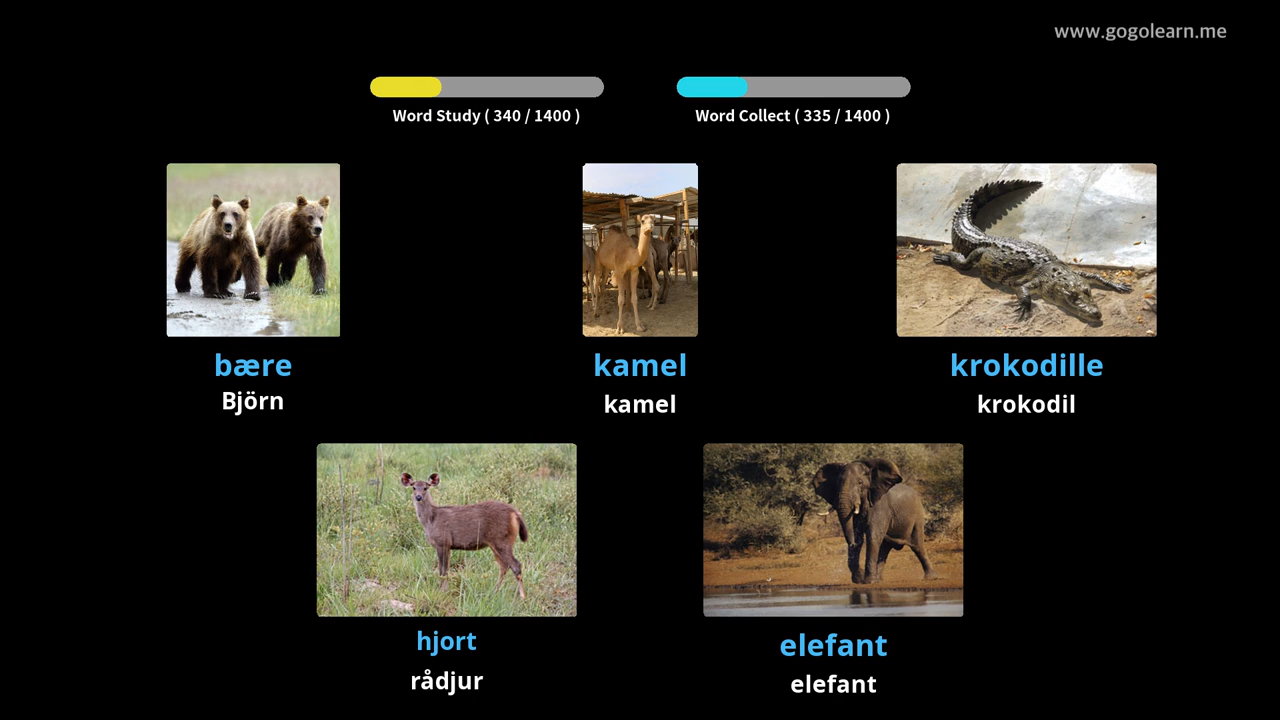 www.gogolearn.me
Word Study ( 340 / 1400 )
Word Collect ( 335 / 1400 )
bære
Björn
kamel
kamel
krokodille
krokodil
hjort
rådjur
elefant
elefant